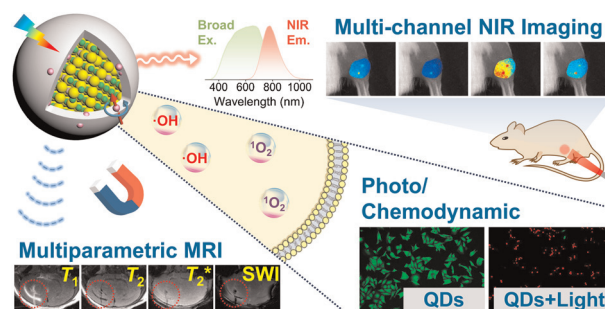 Broad
Ex.
NIR
Em.
400 600 800 1000
Wavelength (nm)
Multi-channel NIR Imaging
·OH
·OH
¹O₂
¹O₂
Photo/
Chemodynamic
QDs
QDs+Light
Multiparametric MRI
T₁
T₂
T₂*
SWI